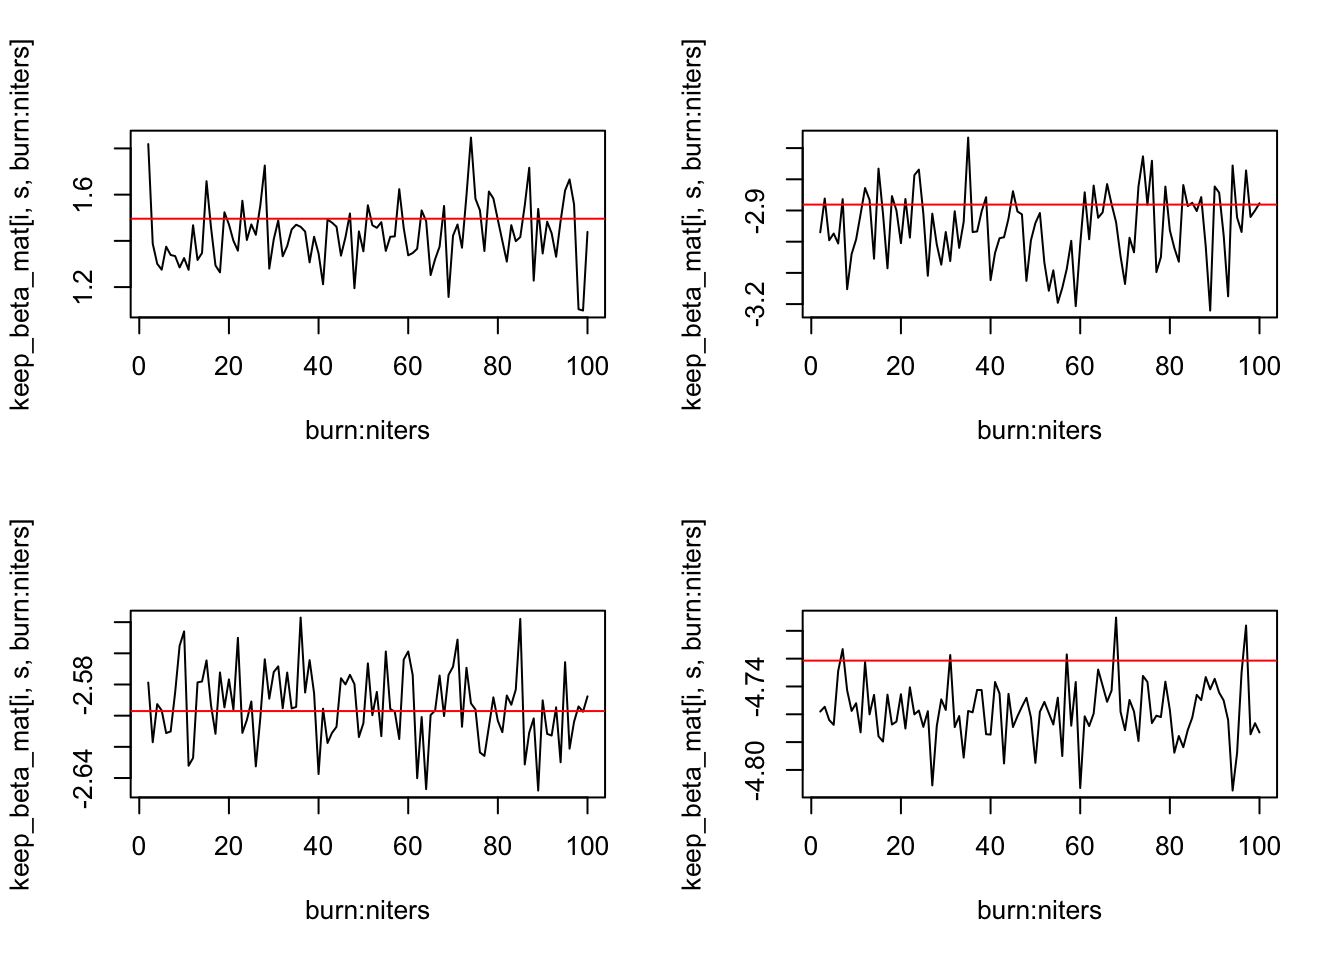 keep_beta_mat[i, s, burn:niters]
1.6
1.2
0 20 40 60 80 100
burn:niters
keep_beta_mat[i, s, burn:niters]
-2.9
-3.2
0 20 40 60 80 100
burn:niters
keep_beta_mat[i, s, burn:niters]
-2.58
-2.64
0 20 40 60 80 100
burn:niters
keep_beta_mat[i, s, burn:niters]
-4.74
-4.80
0 20 40 60 80 100
burn:niters